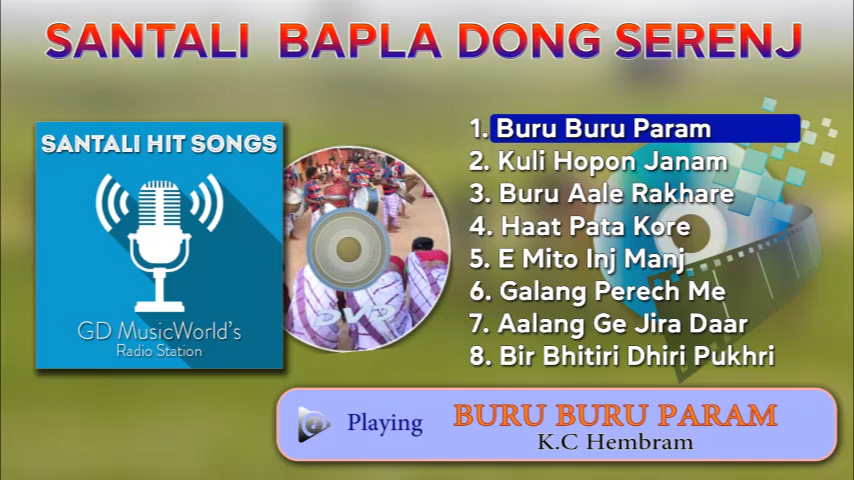 SANTALI BAPLA DONG SERENJ
SANTALI HIT SONGS
GD MusicWorld's
Radio Station
DVD
1. Buru Buru Param
2. Kuli Hopon Janam
3. Buru Aale Rakhare
4. Haat Pata Kore
5. E Mito Inj Manj
6. Galang Perech Me
7. Aalang Ge Jira Daar
8. Bir Bhitiri Dhiri Pukhri
Playing BURU BURU PARAM
K.C Hembram